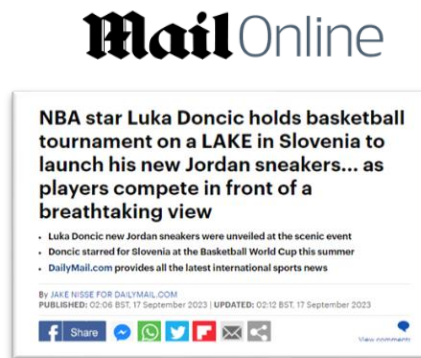 Mail Online
NBA star Luka Doncic holds basketball
tournament on a LAKE in Slovenia to
launch his new Jordan sneakers... as
players compete in front of a
breathtaking view
• Luka Doncic new Jordan sneakers were unveiled at the scenic event
• Doncic starred for Slovenia at the Basketball World Cup this summer
• DailyMail.com provides all the latest international sports news
By JAKE NISSE FOR DAILYMAIL.COM
PUBLISHED: 02:06 BST, 17 September 2023 | UPDATED: 02:12 BST, 17 September 2023
Share
View comments